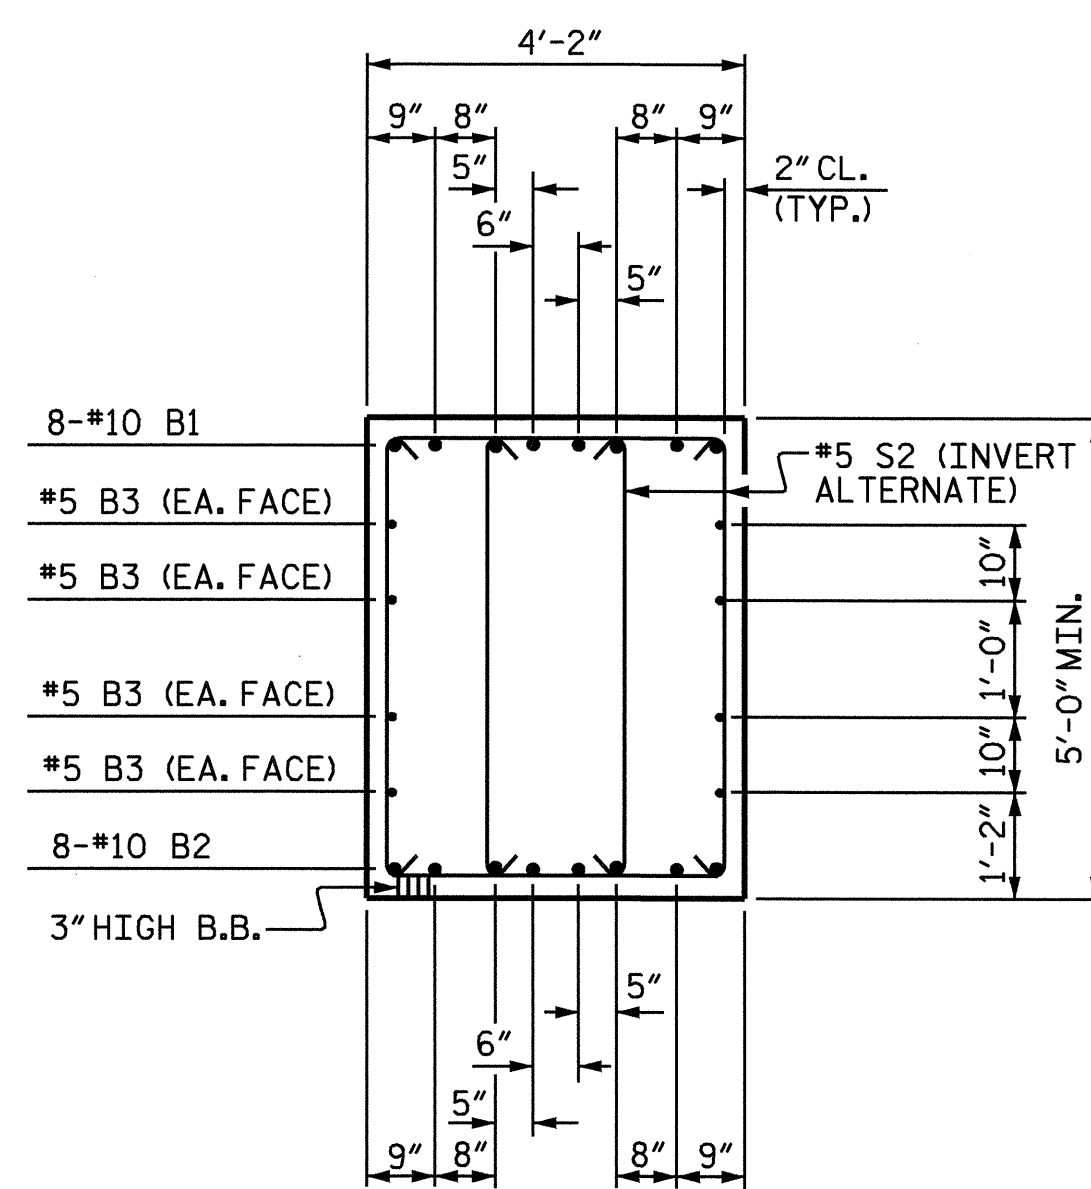 4'-2"
9" 8" 8" 9"
5" 2" CL.
(TYP.)
6"
5"
8-#10 B1
#5 S2 (INVERT
ALTERNATE)
#5 B3 (EA. FACE)
10"
#5 B3 (EA. FACE)
1'-0"
5'-0" MIN.
#5 B3 (EA. FACE)
10"
#5 B3 (EA. FACE)
1'-2"
8-#10 B2
3" HIGH B.B.
5"
6"
5"
9" 8" 8" 9"